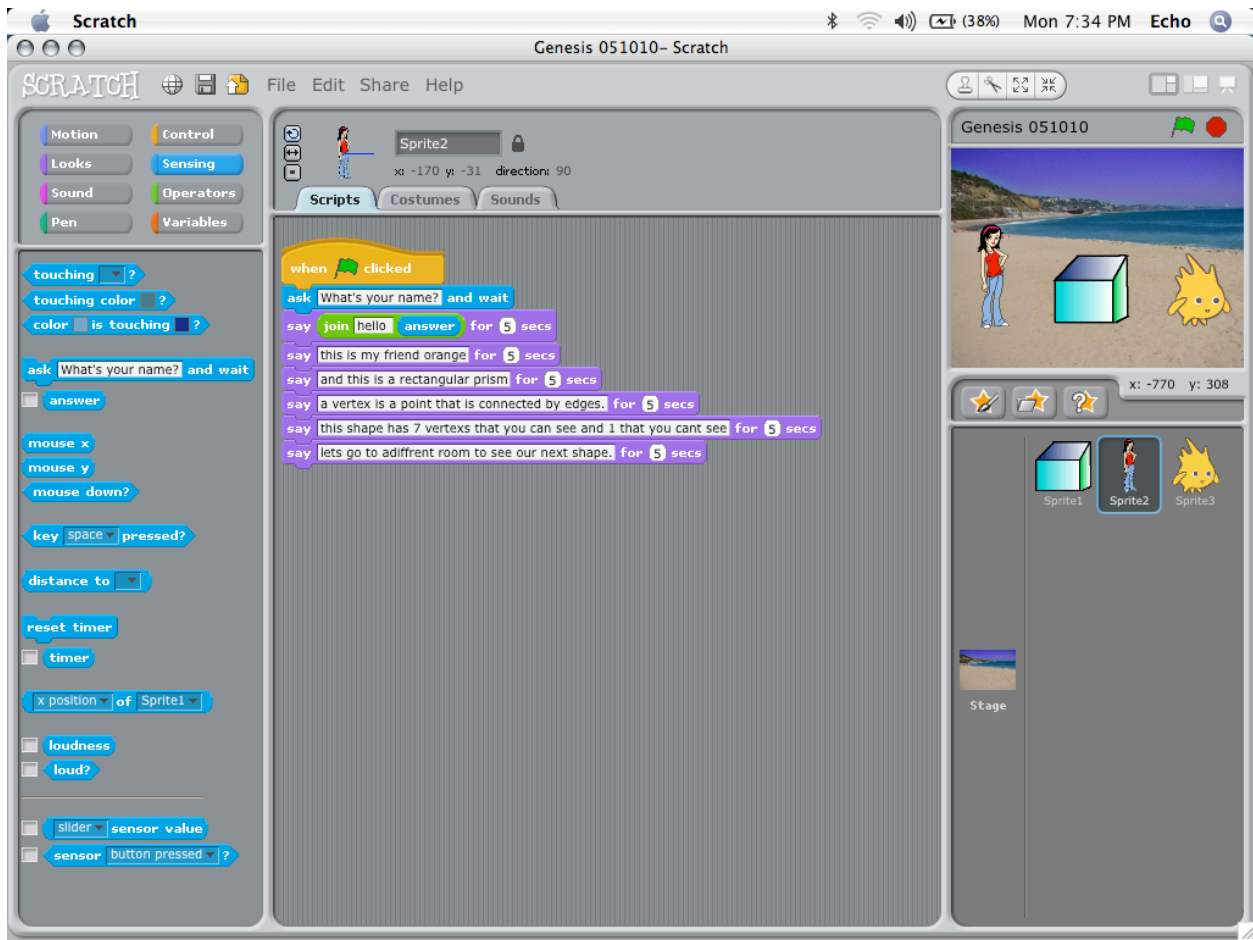 Scratch (38%) Mon 7:34 PM Echo
Genesis 051010– Scratch
SCRATCH File Edit Share Help
Motion Control
Looks Sensing
Sound Operators
Pen Variables
touching ?
touching color ?
color is touching ?
ask What's your name? and wait
answer
mouse x
mouse y
mouse down?
key space pressed?
distance to
reset timer
timer
x position of Sprite1
loudness
loud?
slider sensor value
sensor button pressed ?
Sprite2
x: -170 y: -31 direction: 90
Scripts Costumes Sounds
when clicked
ask What's your name? and wait
say join hello answer for 5 secs
say this is my friend orange for 5 secs
say and this is a rectangular prism for 5 secs
say a vertex is a point that is connected by edges. for 5 secs
say this shape has 7 vertexs that you can see and 1 that you cant see for 5 secs
say lets go to adiffrent room to see our next shape. for 5 secs
Genesis 051010
x: -770 y: 308
Sprite1 Sprite2 Sprite3
Stage